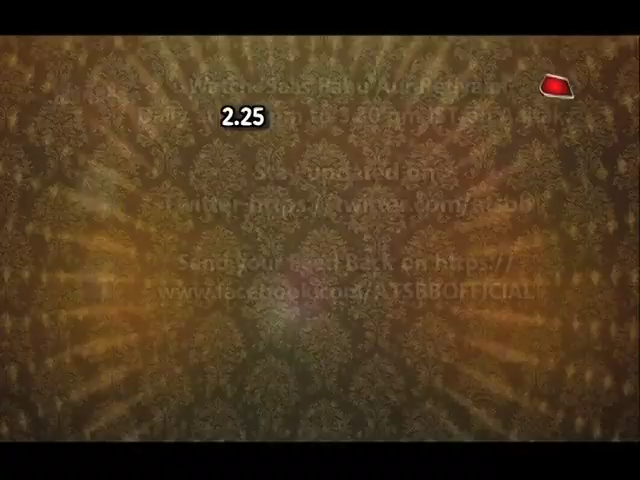 Watch Saas Bahu Aur Betiyaan
2.25
Stay updated on
Twitter-https://twitter.com/atsbb
Send your Feed Back on https://
www.facebook.com/ATSBBOFFICIAL